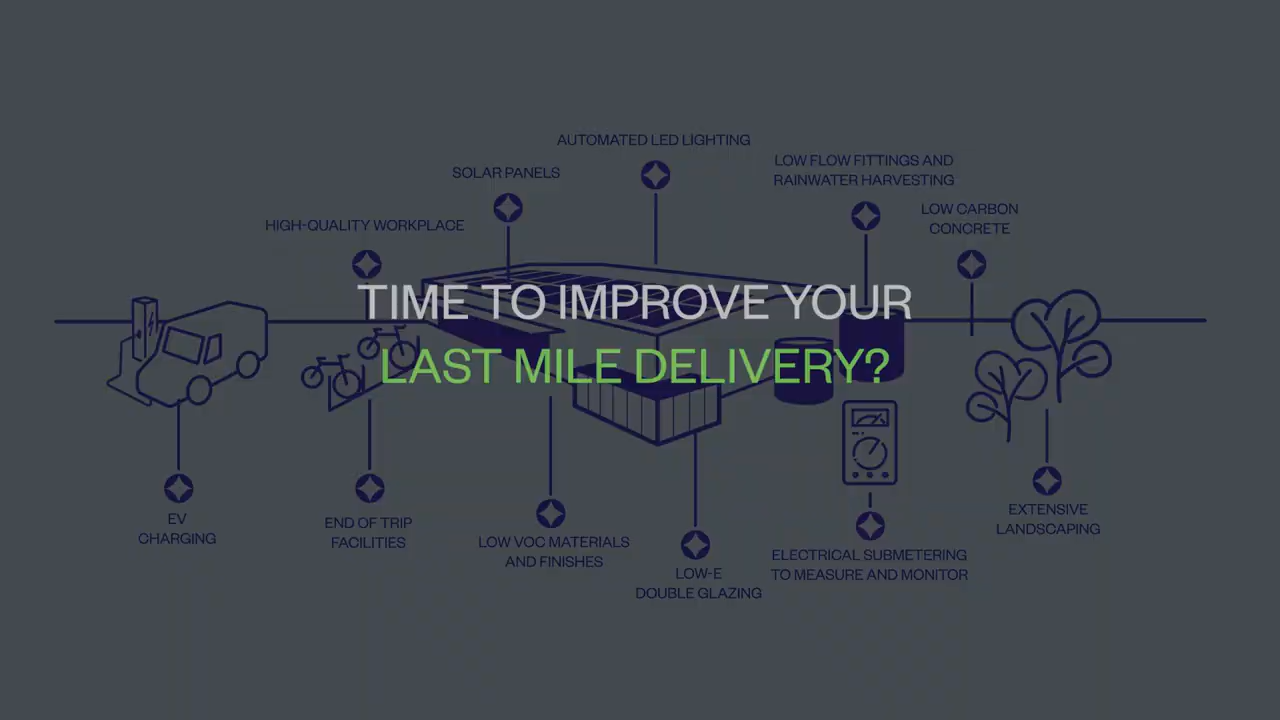 AUTOMATED LED LIGHTING
SOLAR PANELS
LOW FLOW FITTINGS AND
RAINWATER HARVESTING
HIGH-QUALITY WORKPLACE
LOW CARBON
CONCRETE
TIME TO IMPROVE YOUR
LAST MILE DELIVERY?
EV
CHARGING
END OF TRIP
FACILITIES
LOW VOC MATERIALS
AND FINISHES
LOW-E
DOUBLE GLAZING
ELECTRICAL SUBMETERING
TO MEASURE AND MONITOR
EXTENSIVE
LANDSCAPING